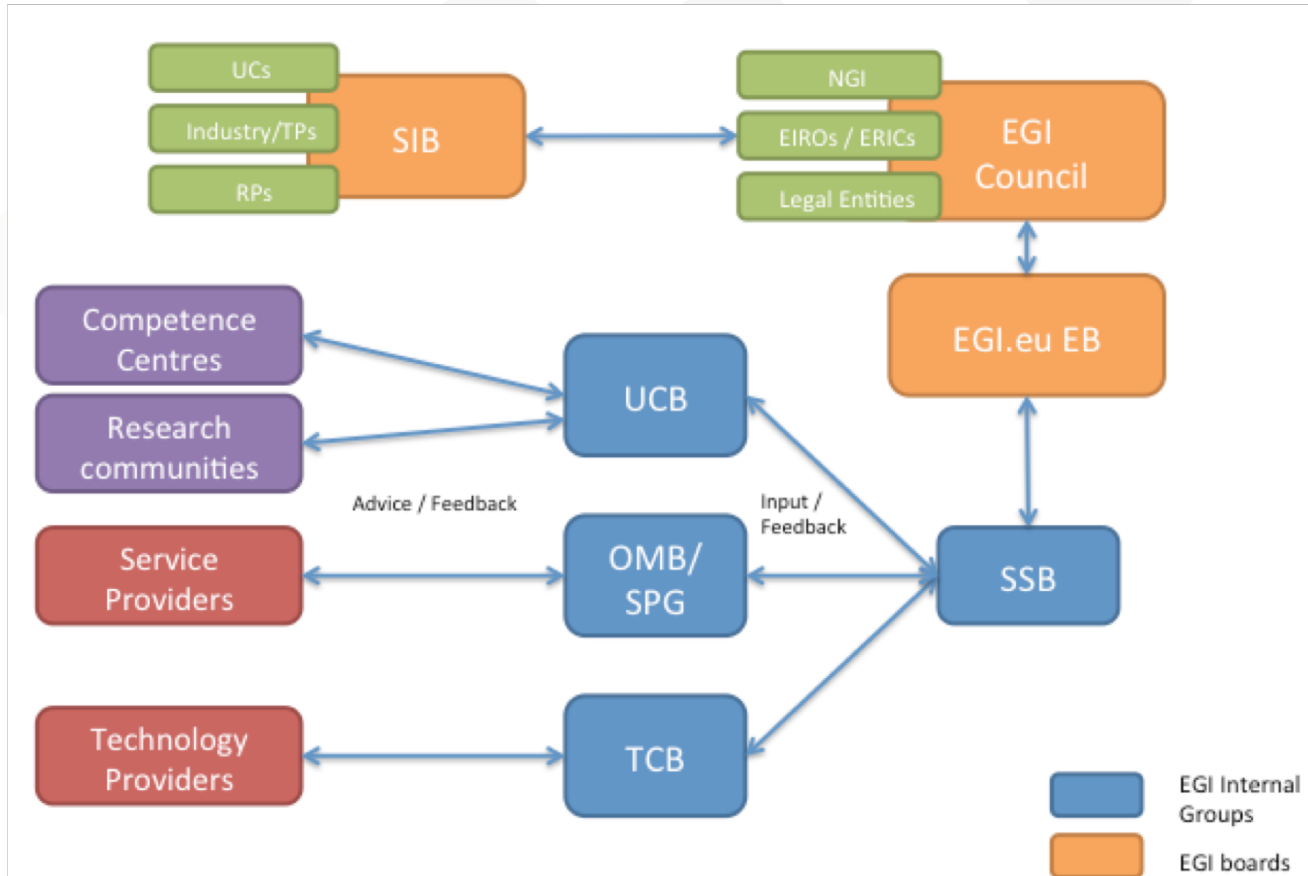 UCs
Industry/TPs
RPs
SIB
NGI
EIROs / ERICs
Legal Entities
EGI
Council
EGI.eu EB
Competence
Centres
Research
communities
UCB
Advice / Feedback
Input /
Feedback
Service
Providers
OMB/
SPG
SSB
Technology
Providers
TCB
EGI Internal
Groups
EGI boards